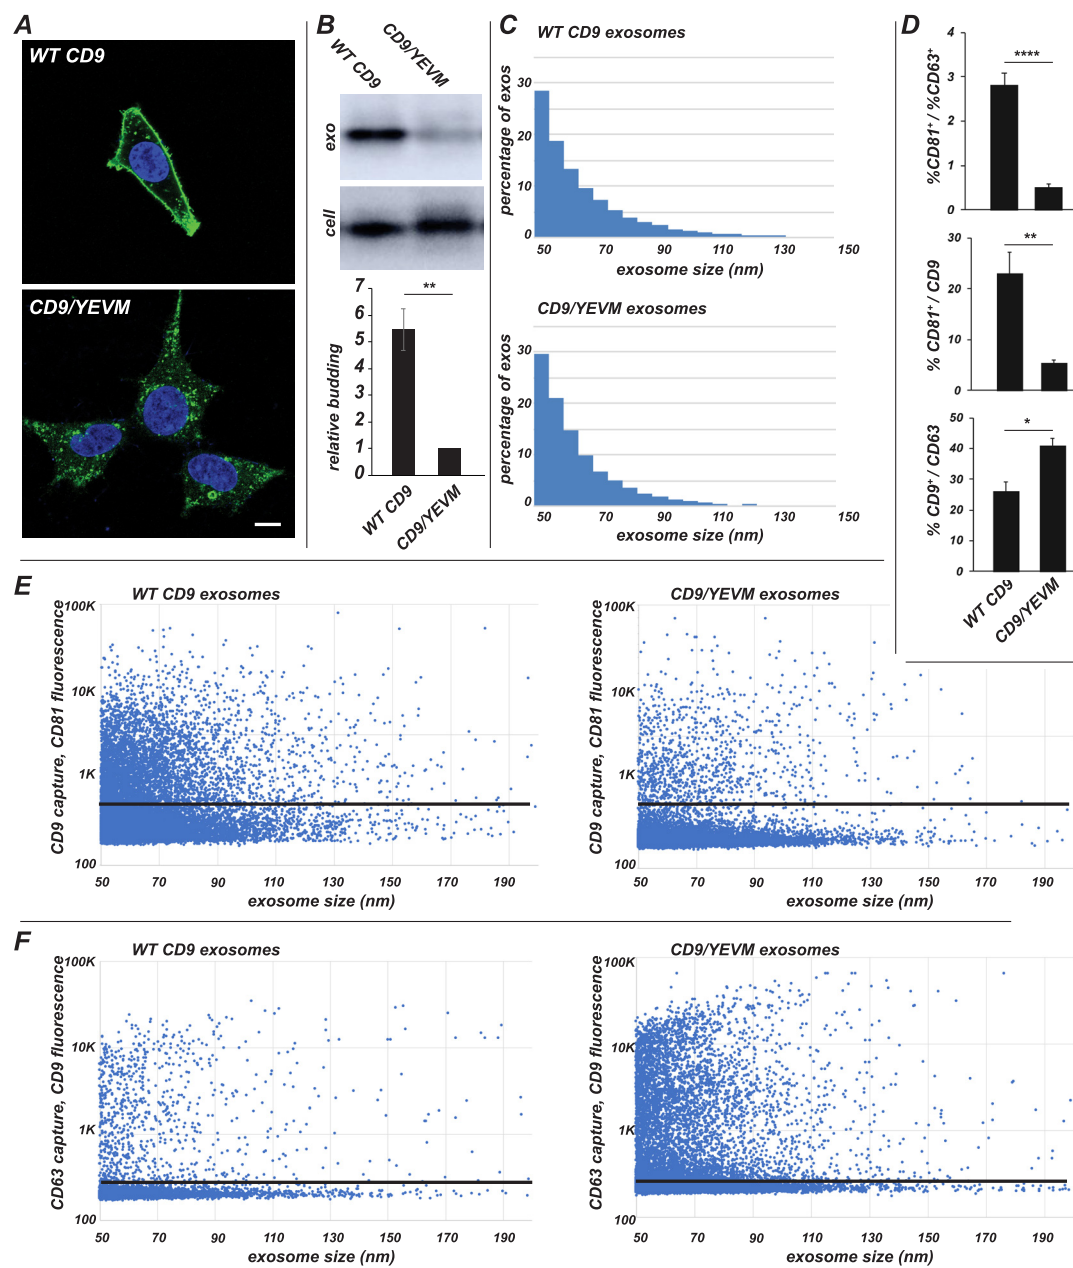 A
WT CD9
CD9/YEVM
B
WT CD9
CD9/YEVM
exo
cell
relative budding
7
6
5
4
3
2
1
0
**
WT CD9
CD9/YEVM
C
WT CD9 exosomes
percentage of exos
30
20
10
0
50 70 90 110 130 150
exosome size (nm)
CD9/YEVM exosomes
percentage of exos
30
20
10
0
50 70 90 110 130 150
exosome size (nm)
D
%CD81+ / %CD63+
4
3
2
1
0
****
% CD81+ / CD9
30
20
10
0
**
% CD9+ / CD63
50
40
30
20
10
0
*
WT CD9
CD9/YEVM
E
WT CD9 exosomes
CD9 capture, CD81 fluorescence
100K
10K
1K
100
50 70 90 110 130 150 170 190
exosome size (nm)
CD9/YEVM exosomes
CD9 capture, CD81 fluorescence
100K
10K
1K
100
50 70 90 110 130 150 170 190
exosome size (nm)
F
WT CD9 exosomes
CD63 capture, CD9 fluorescence
100K
10K
1K
100
50 70 90 110 130 150 170 190
exosome size (nm)
CD9/YEVM exosomes
CD63 capture, CD9 fluorescence
100K
10K
1K
100
50 70 90 110 130 150 170 190
exosome size (nm)